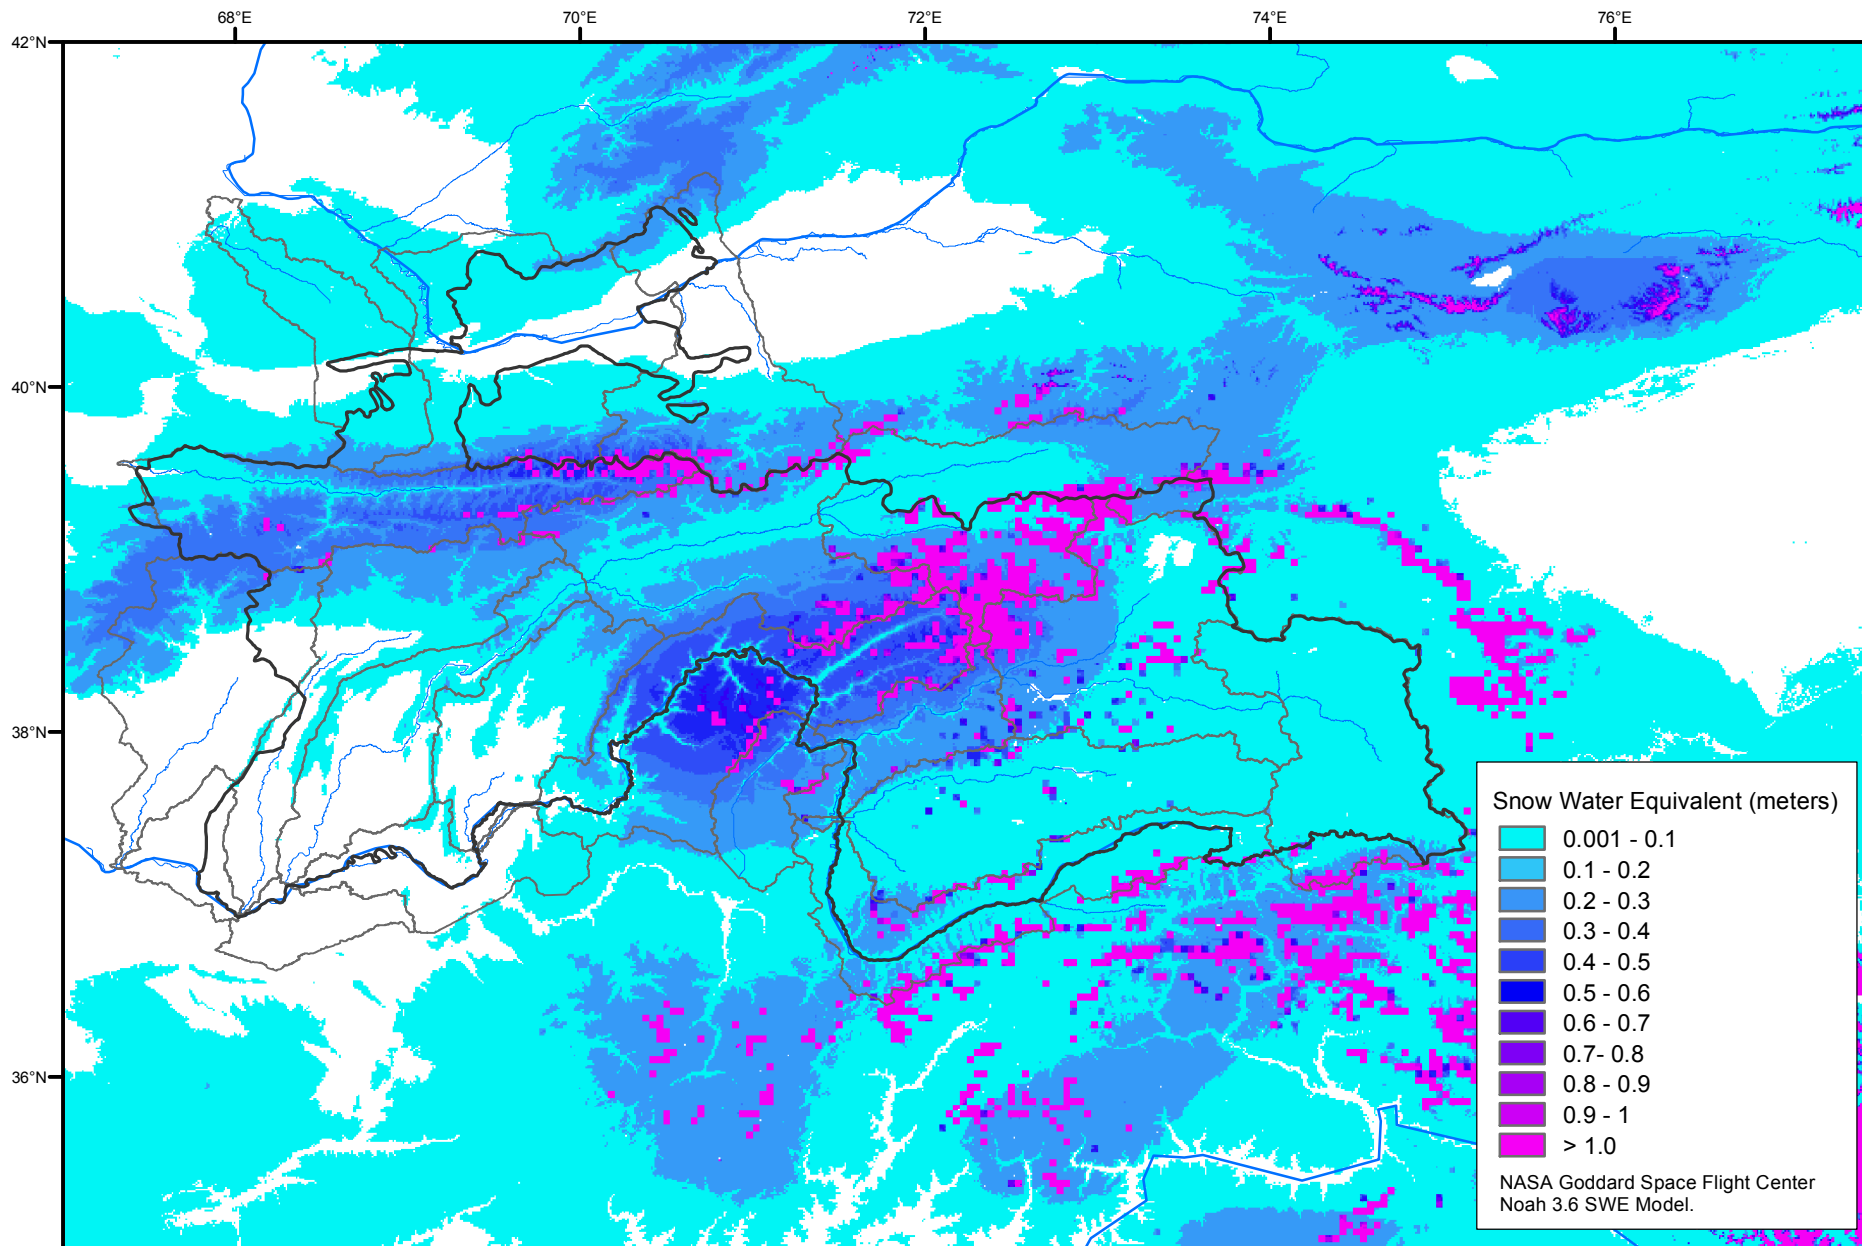 68°E
70°E
72°E
74°E
76°E
42°N
40°N
38°N
36°N
Snow Water Equivalent (meters)
0.001 - 0.1
0.1 - 0.2
0.2 - 0.3
0.3 - 0.4
0.4 - 0.5
0.5 - 0.6
0.6 - 0.7
0.7- 0.8
0.8 - 0.9
0.9 - 1
> 1.0
NASA Goddard Space Flight Center
Noah 3.6 SWE Model.